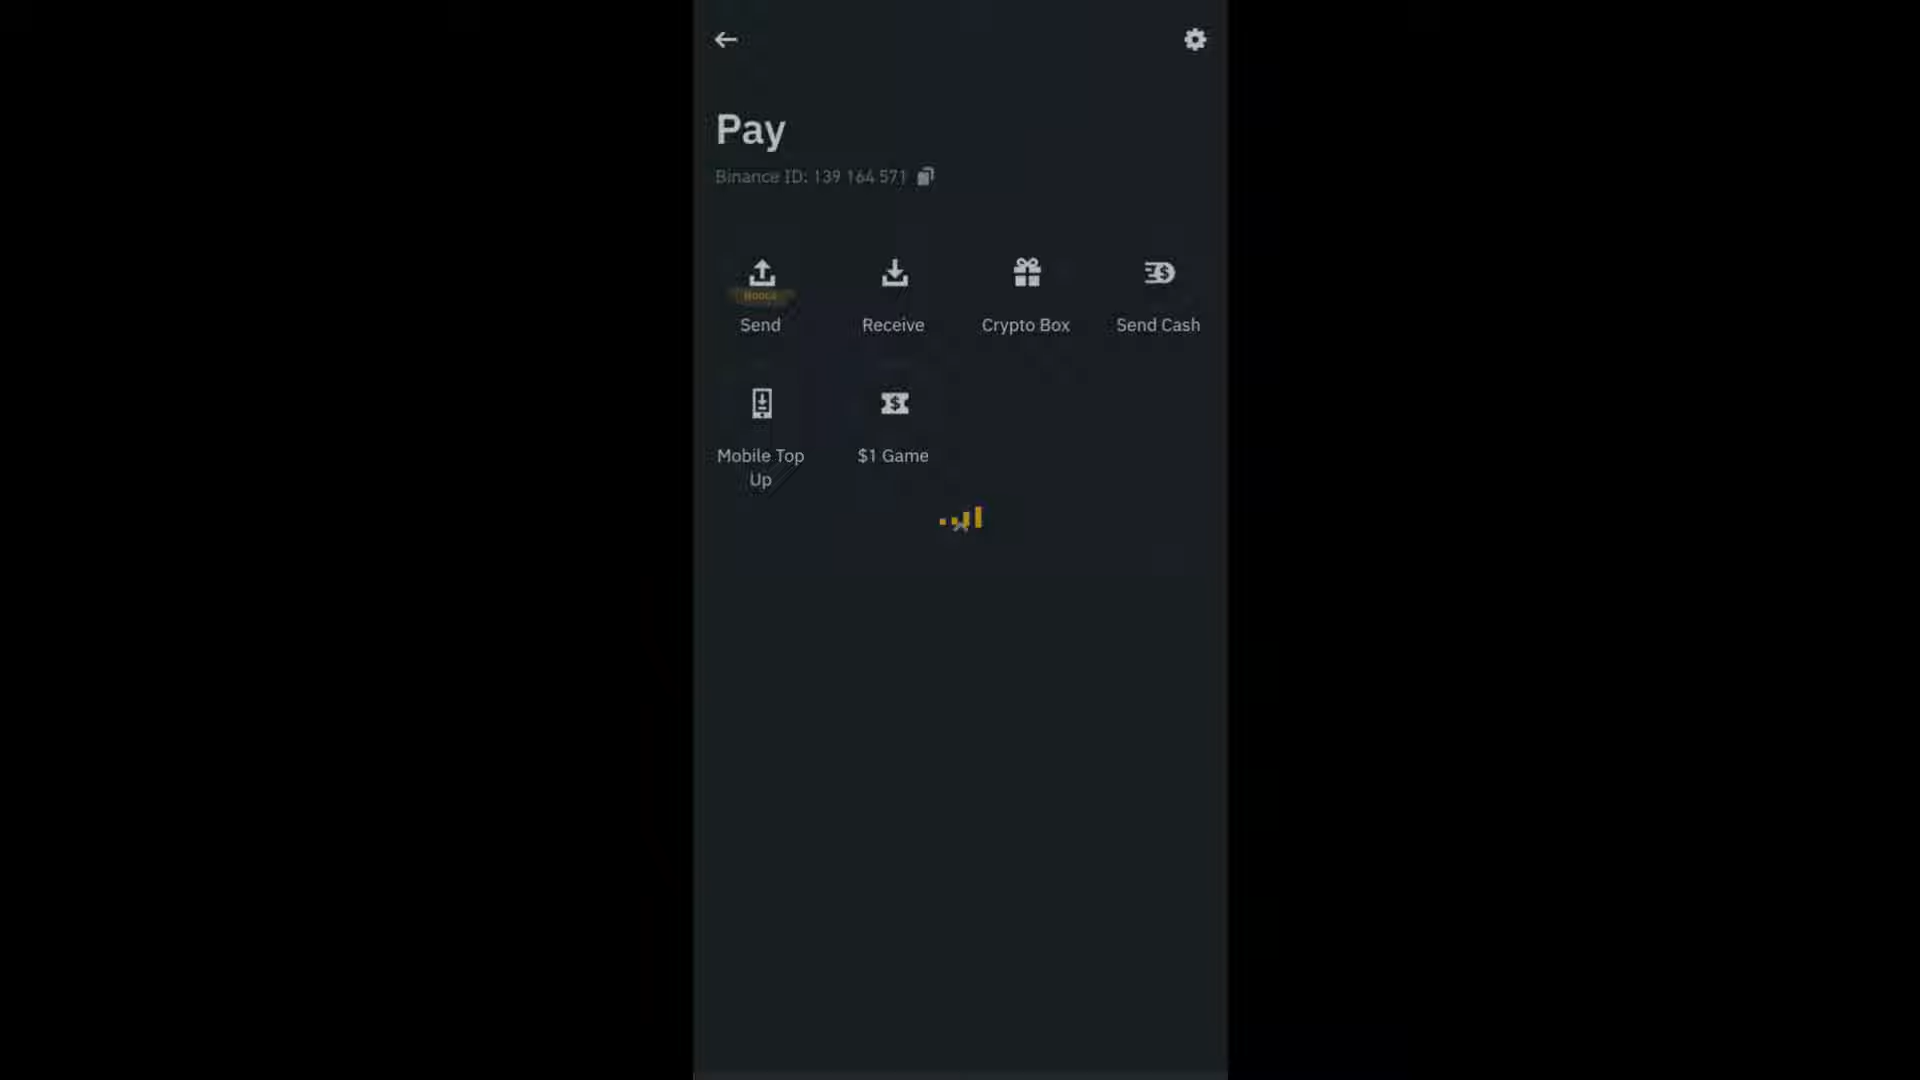 Pay
Binance ID: 139 164 571
Send
Receive
Crypto Box
Send Cash
Mobile Top
Up
$1 Game